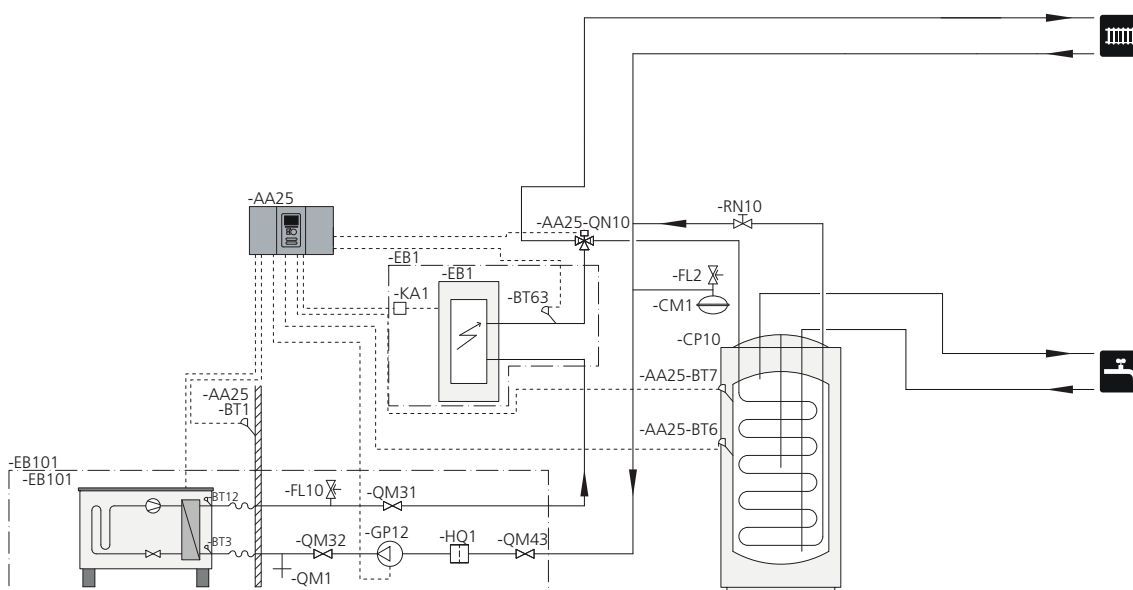 -AA25
-RN10
-AA25-QN10
-EB1
-EB1
-FL2
-KA1
-BT63
-CM1
-CP10
-AA25-BT7
-AA25
-BT1
-AA25-BT6
-EB101
-EB101
-BT12
-FL10
-QM31
-BT3
-QM32
-GP12
-HQ1
-QM43
-QM1